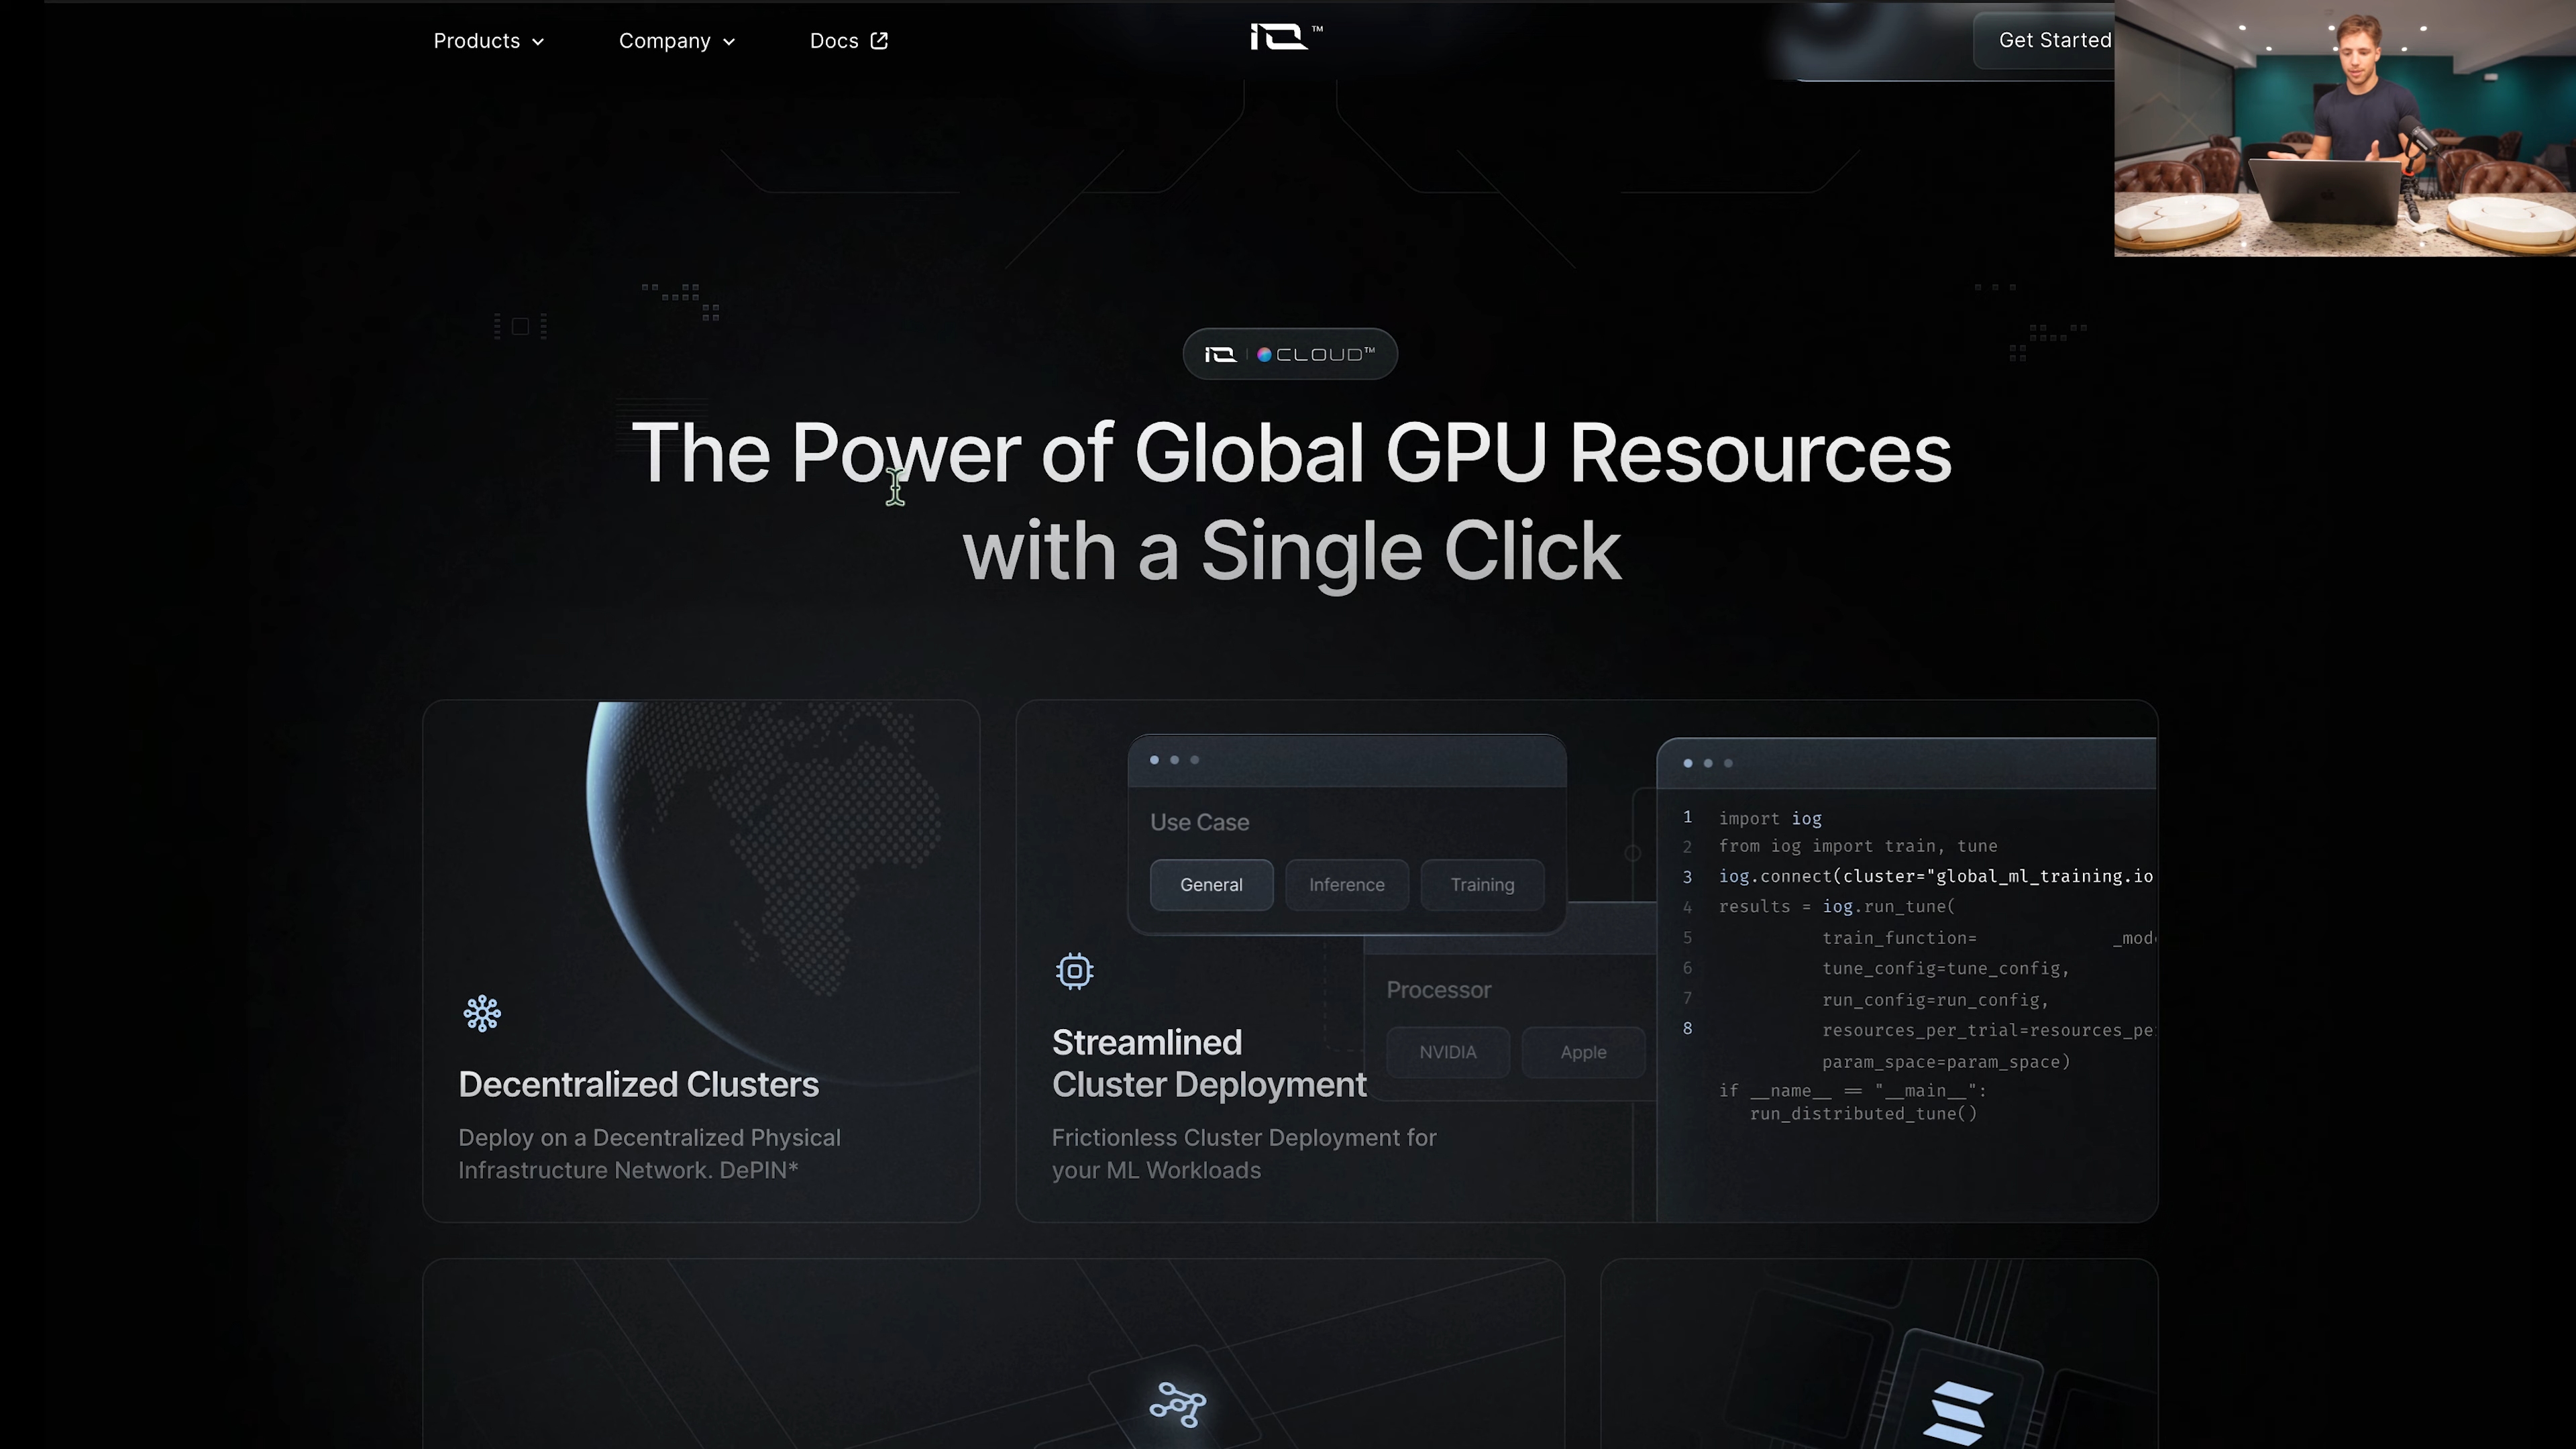 Products
Company
Docs
IO™
Get Started
IO | CLOUD™
The Power of Global GPU Resources
with a Single Click
Use Case
General
Inference
Training
Processor
NVIDIA
Apple
1 import iog
2 from iog import train, tune
3 iog.connect(cluster="global_ml_training.io
4 results = iog.run_tune(
5 train_function= _mod
6 tune_config=tune_config,
7 run_config=run_config,
8 resources_per_trial=resources_pe
param_space=param_space)
if __name__ == "__main__":
run_distributed_tune()
Decentralized Clusters
Deploy on a Decentralized Physical
Infrastructure Network. DePIN*
Streamlined
Cluster Deployment
Frictionless Cluster Deployment for
your ML Workloads